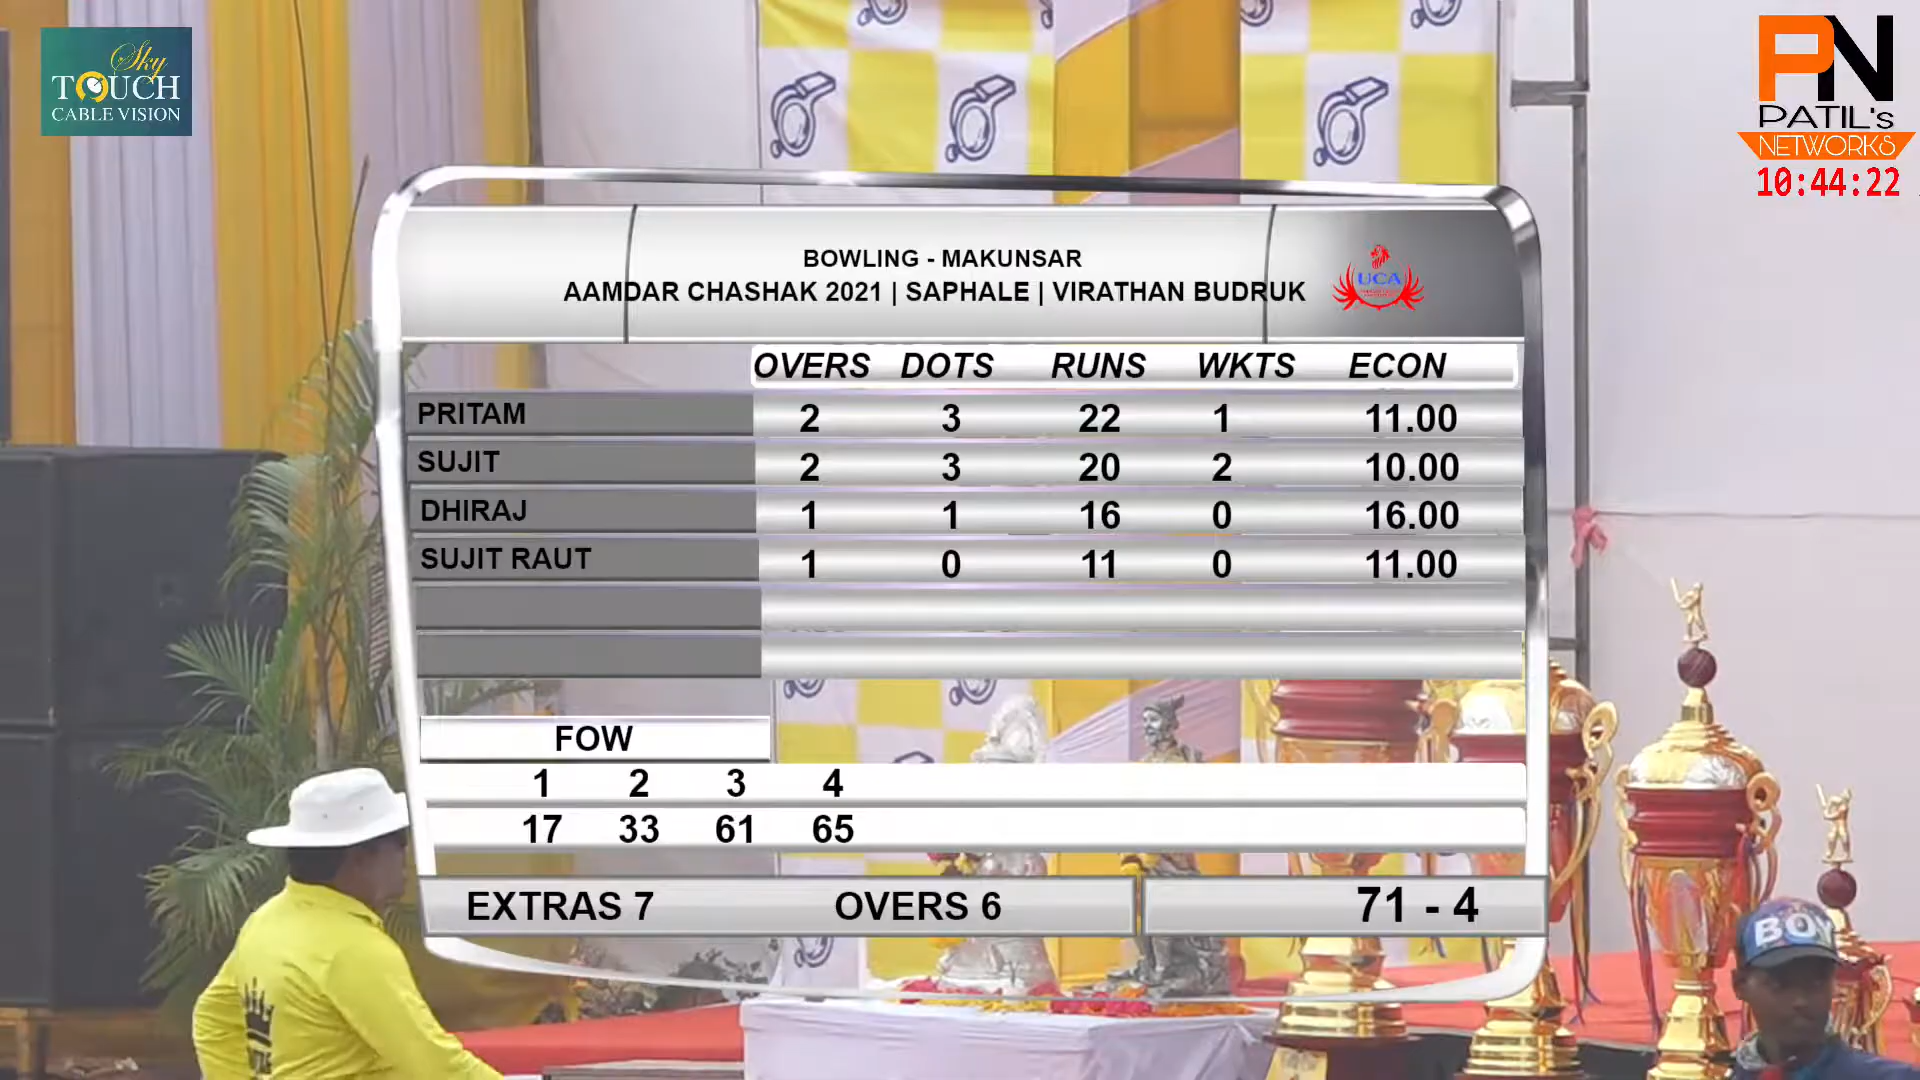 Sky
TOUCH
CABLE VISION
PN
PATIL's
NETWORKS
10:44:22
BOWLING - MAKUNSAR
AAMDAR CHASHAK 2021 | SAPHALE | VIRATHAN BUDRUK
UCA
OVERS DOTS RUNS WKTS ECON
PRITAM 2 3 22 1 11.00
SUJIT 2 3 20 2 10.00
DHIRAJ 1 1 16 0 16.00
SUJIT RAUT 1 0 11 0 11.00
FOW
1 2 3 4
17 33 61 65
EXTRAS 7 OVERS 6 71 - 4
BOY